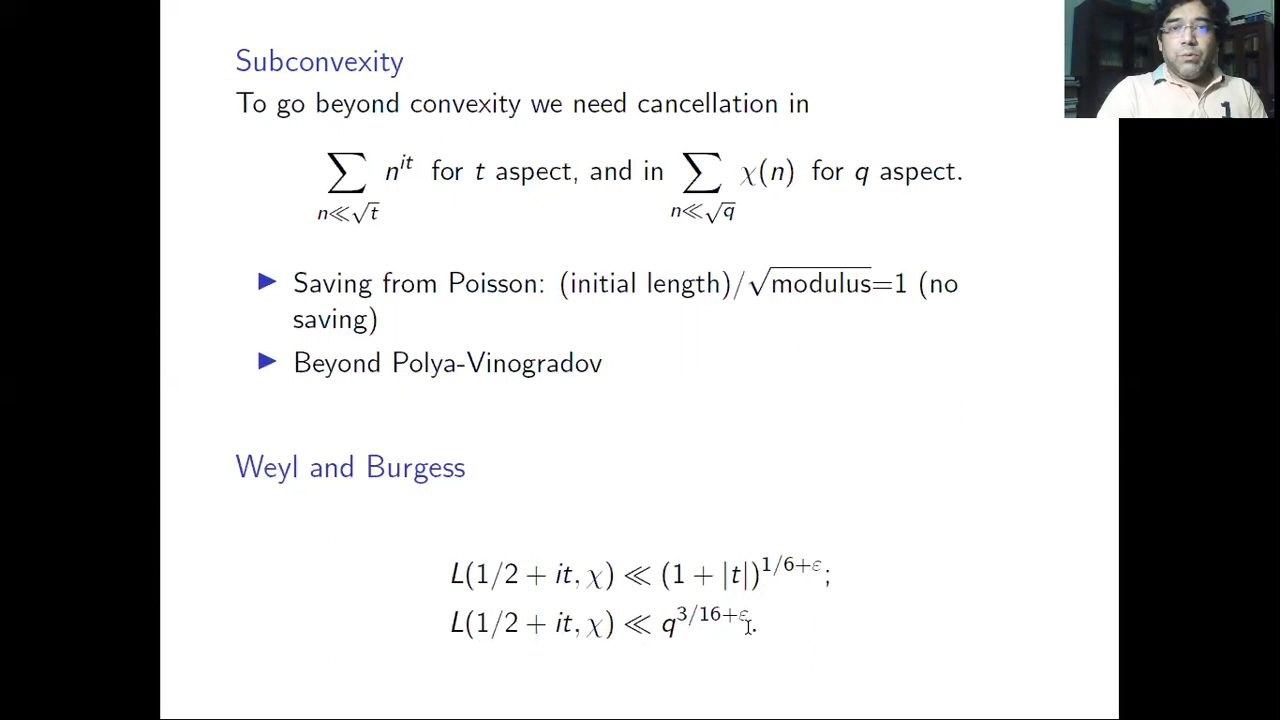 Subconvexity
To go beyond convexity we need cancellation in
∑ n^{it} for t aspect, and in ∑ χ(n) for q aspect.
n≪√t n≪√q
▶ Saving from Poisson: (initial length)/√modulus=1 (no
saving)
▶ Beyond Polya-Vinogradov
Weyl and Burgess
L(1/2 + it, χ) ≪ (1 + |t|)^{1/6+ε};
L(1/2 + it, χ) ≪ q^{3/16+ε}.